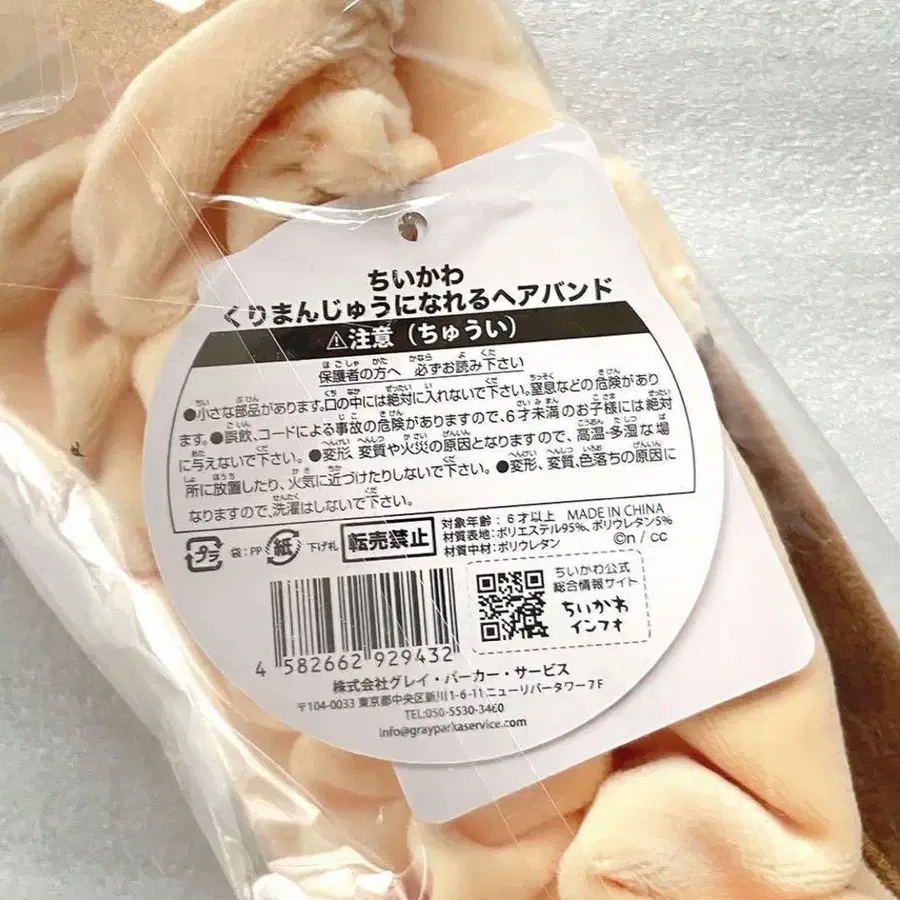 ちいかわ
くりまんじゅうになれるヘアバンド
⚠注意（ちゅうい）
保護者の方へ 必ずお読み下さい
●小さな部品があります。口の中には絶対に入れないで下さい。窒息などの危険があり
ます。●誤飲、コードによる事故の危険がありますので、6才未満のお子様には絶対
に与えないで下さい。●変形、変質や火災の原因となりますので、高温・多湿な場
所に放置したり、火気に近づけたりしないで下さい。●変形、変質、色落ちの原因に
なりますので、洗濯はしないで下さい。
プラ 袋:PP 紙 下げ札 転売禁止
対象年齢：6才以上 MADE IN CHINA
材質表地:ポリエステル95%、ポリウレタン5%
材質中材:ポリウレタン ©n / cc
ちいかわ公式
総合情報サイト
ちいかわ
インフォ
4 582662 929432
株式会社グレイ・パーカー・サービス
〒104-0033 東京都中央区新川1-6-11 ニューリバータワー7F
TEL:050-5530-3460
info@grayparkaservice.com